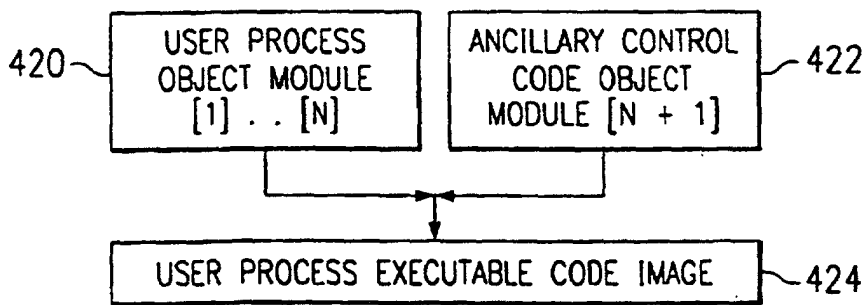 420
USER PROCESS
OBJECT MODULE
[1] . . [N]
ANCILLARY CONTROL
CODE OBJECT
MODULE [N + 1]
422
USER PROCESS EXECUTABLE CODE IMAGE
424